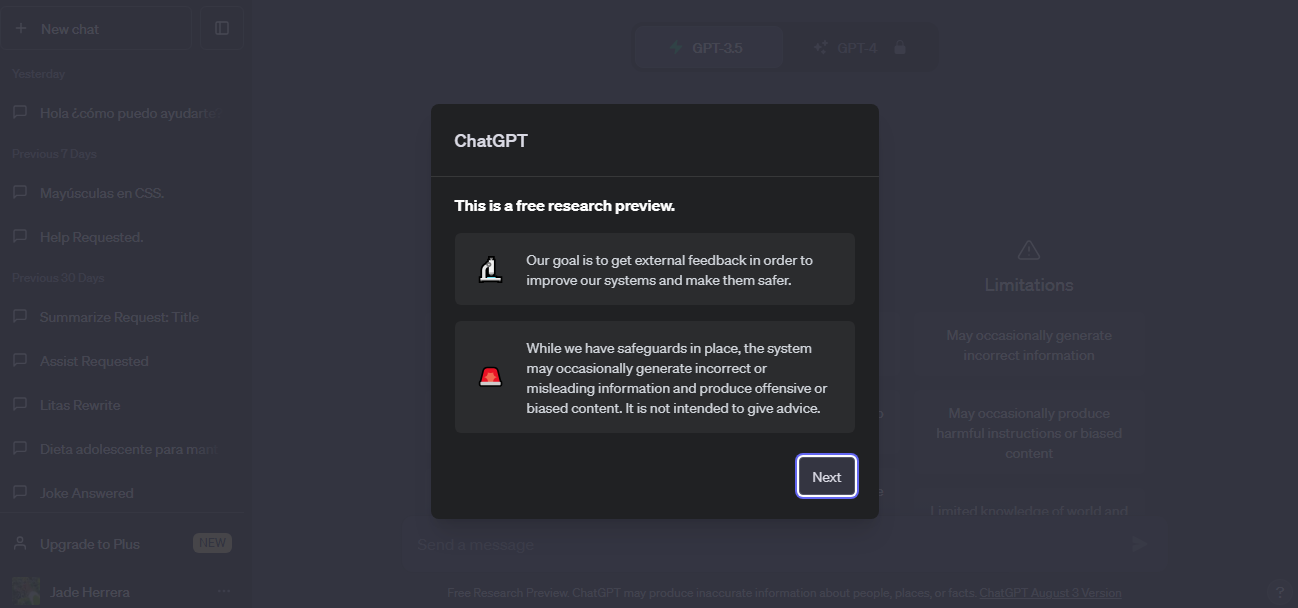 New chat
Yesterday
Hola ¿cómo puedo ayudarte
Previous 7 Days
Mayúsculas en CSS.
Help Requested.
Previous 30 Days
Summarize Request: Title
Assist Requested
Litas Rewrite
Dieta adolescente para
Joke Answered
Upgrade to Plus
NEW
Jade Herrera
GPT-3.5
GPT-4
ChatGPT
This is a free research preview.
Our goal is to get external feedback in order to
improve our systems and make them safer.
While we have safeguards in place, the system
may occasionally generate incorrect or
misleading information and produce offensive or
biased content. It is not intended to give advice.
Next
Limitations
May occasionally generate
incorrect information
May occasionally produce
harmful instructions or biased
content
Limited knowledge of world and
Send a message
Free Research Preview. ChatGPT may produce inaccurate information about people, places, or facts. ChatGPT August 3 Version
?